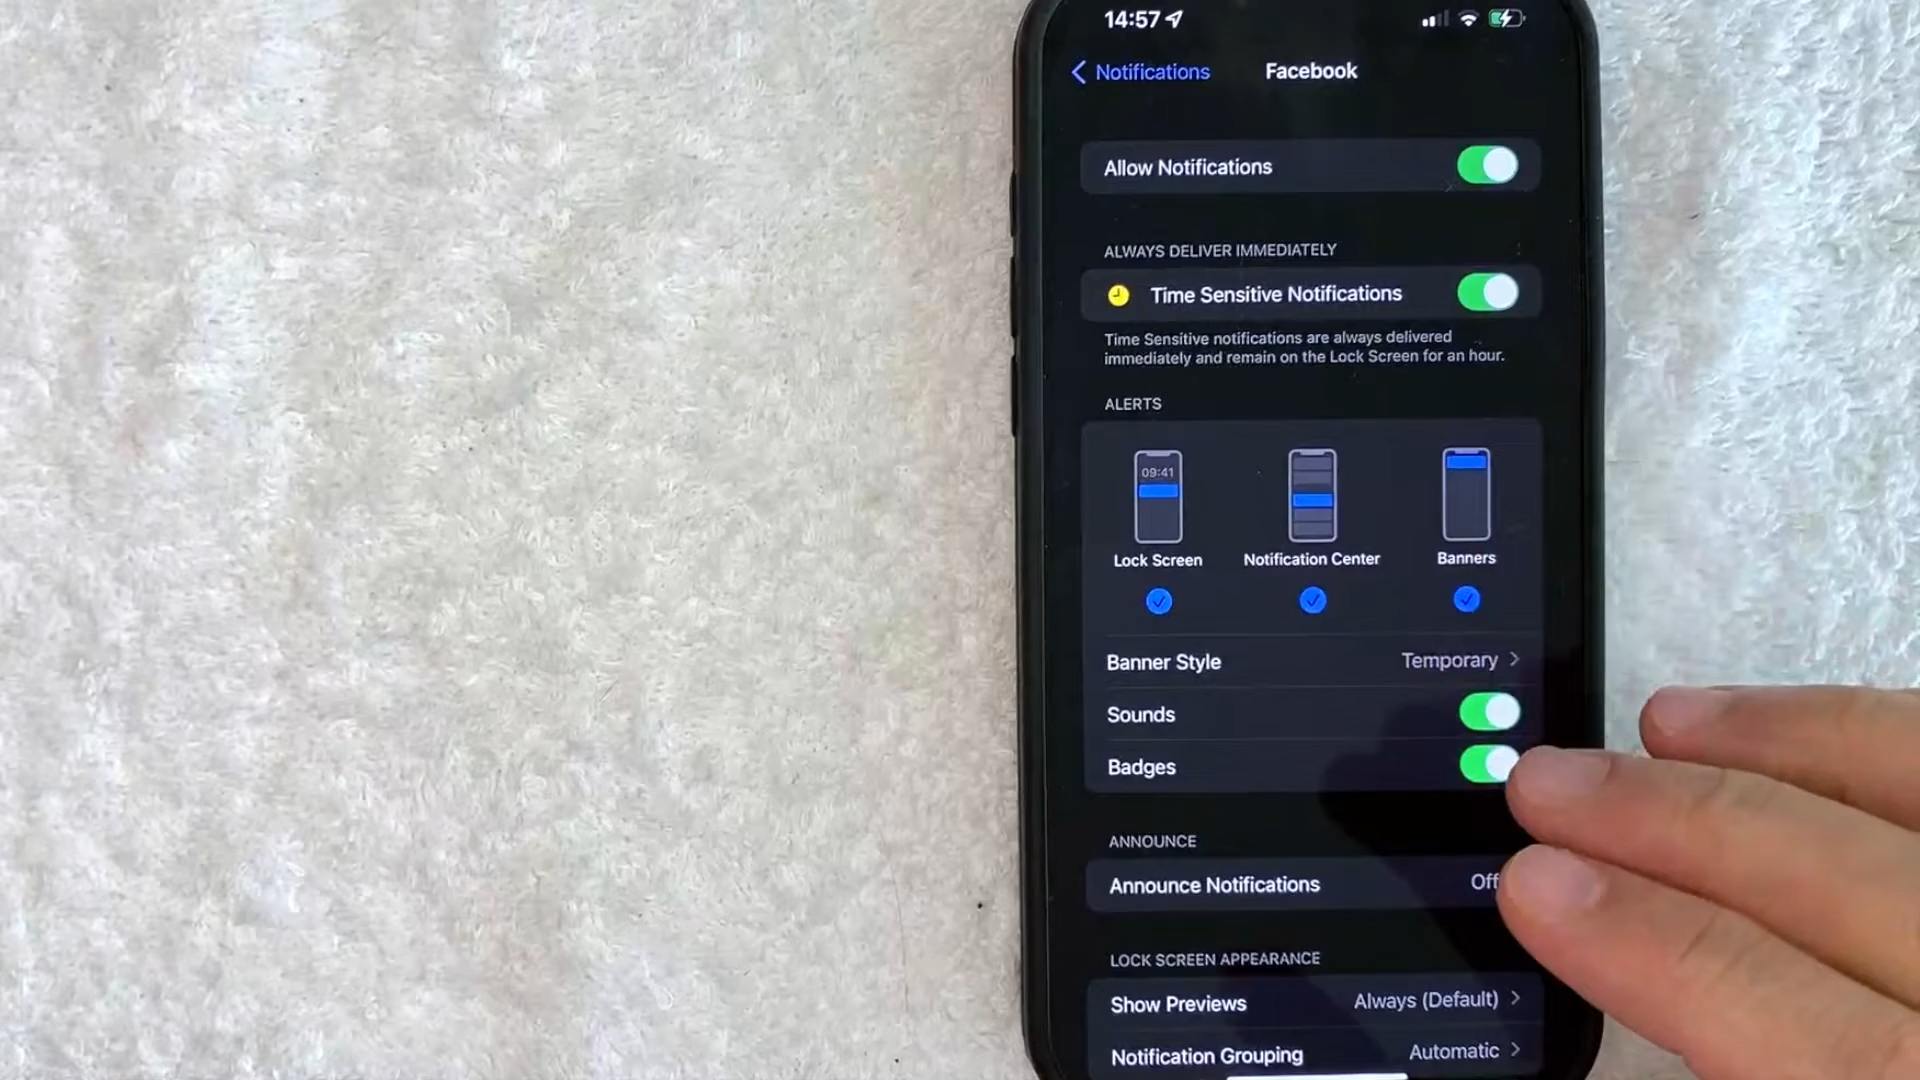 14:57
Notifications
Facebook
Allow Notifications
ALWAYS DELIVER IMMEDIATELY
Time Sensitive Notifications
Time Sensitive notifications are always delivered
immediately and remain on the Lock Screen for an hour.
ALERTS
09:41
Lock Screen
Notification Center
Banners
Banner Style
Temporary
Sounds
Badges
ANNOUNCE
Announce Notifications
Off
LOCK SCREEN APPEARANCE
Show Previews
Always (Default)
Notification Grouping
Automatic